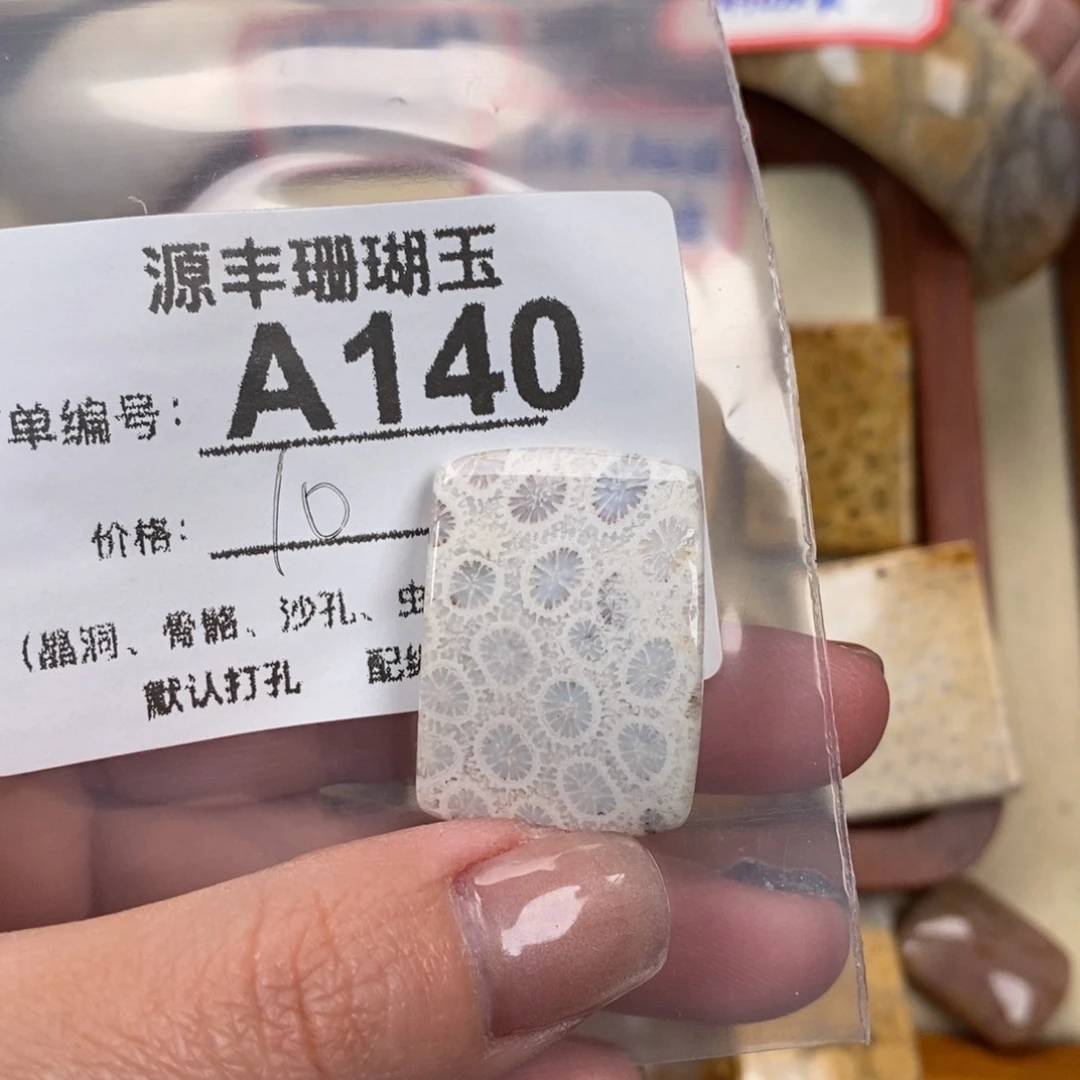 源丰珊瑚玉
单编号: A140
价格: 10
(晶洞、骨骼、沙孔、虫
默认打孔 配